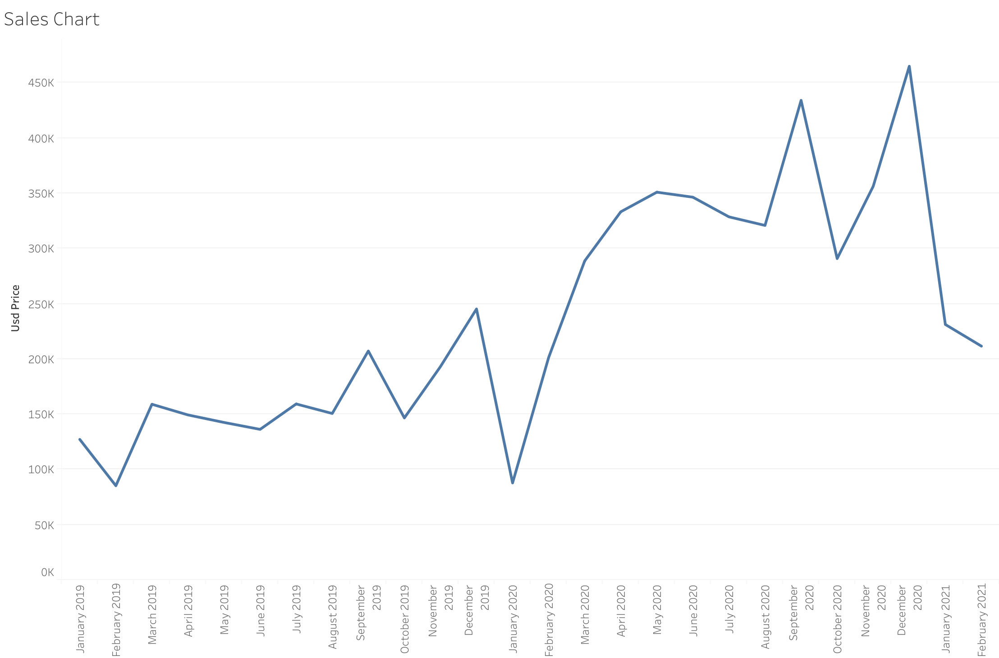 Sales Chart
450K
400K
350K
300K
250K
200K
150K
100K
50K
0K
Usd Price
January 2019
February 2019
March 2019
April 2019
May 2019
June 2019
July 2019
August 2019
September
2019
October 2019
November
2019
December
2019
January 2020
February 2020
March 2020
April 2020
May 2020
June 2020
July 2020
August 2020
September
2020
October 2020
November
2020
December
2020
January 2021
February 2021